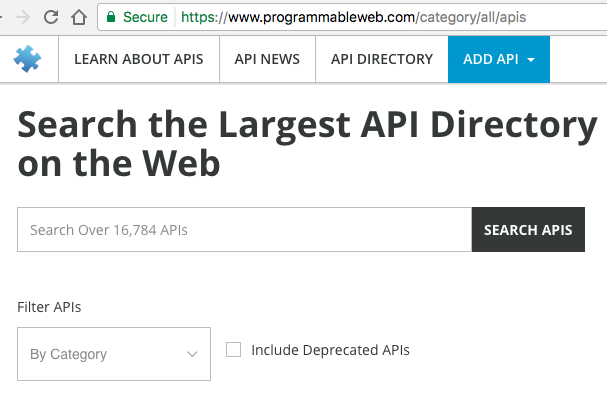 Secure https://www.programmableweb.com/category/all/apis
LEARN ABOUT APIS API NEWS API DIRECTORY ADD API
Search the Largest API Directory
on the Web
Search Over 16,784 APIs SEARCH APIS
Filter APIs
By Category Include Deprecated APIs